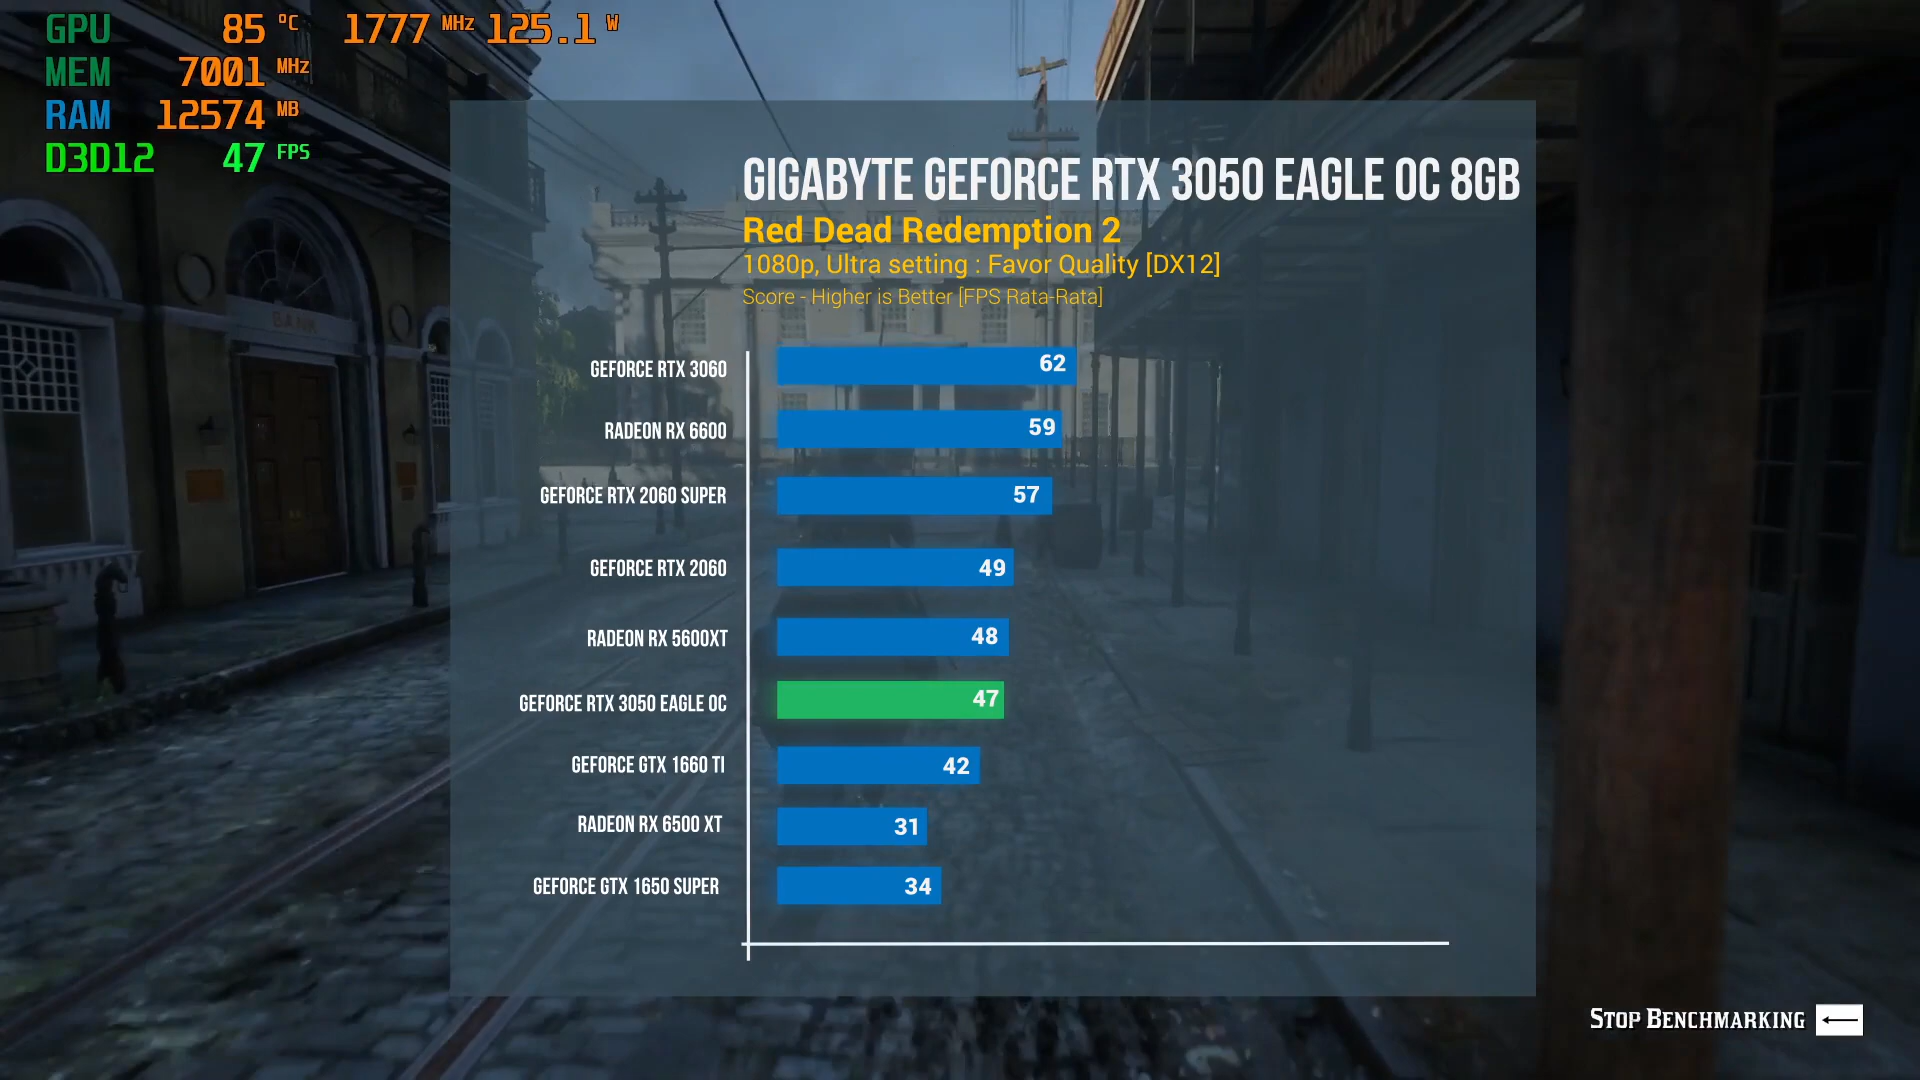 GPU 85 °C 1777 MHz 125.1 W
MEM 7001 MHz
RAM 12574 MB
D3D12 47 FPS
GIGABYTE GEFORCE RTX 3050 EAGLE OC 8GB
Red Dead Redemption 2
1080p, Ultra setting : Favor Quality [DX12]
Score - Higher is Better [FPS Rata-Rata]
GEFORCE RTX 3060 62
RADEON RX 6600 59
GEFORCE RTX 2060 SUPER 57
GEFORCE RTX 2060 49
RADEON RX 5600XT 48
GEFORCE RTX 3050 EAGLE OC 47
GEFORCE GTX 1660 TI 42
RADEON RX 6500 XT 31
GEFORCE GTX 1650 SUPER 34
BANK
STOP BENCHMARKING